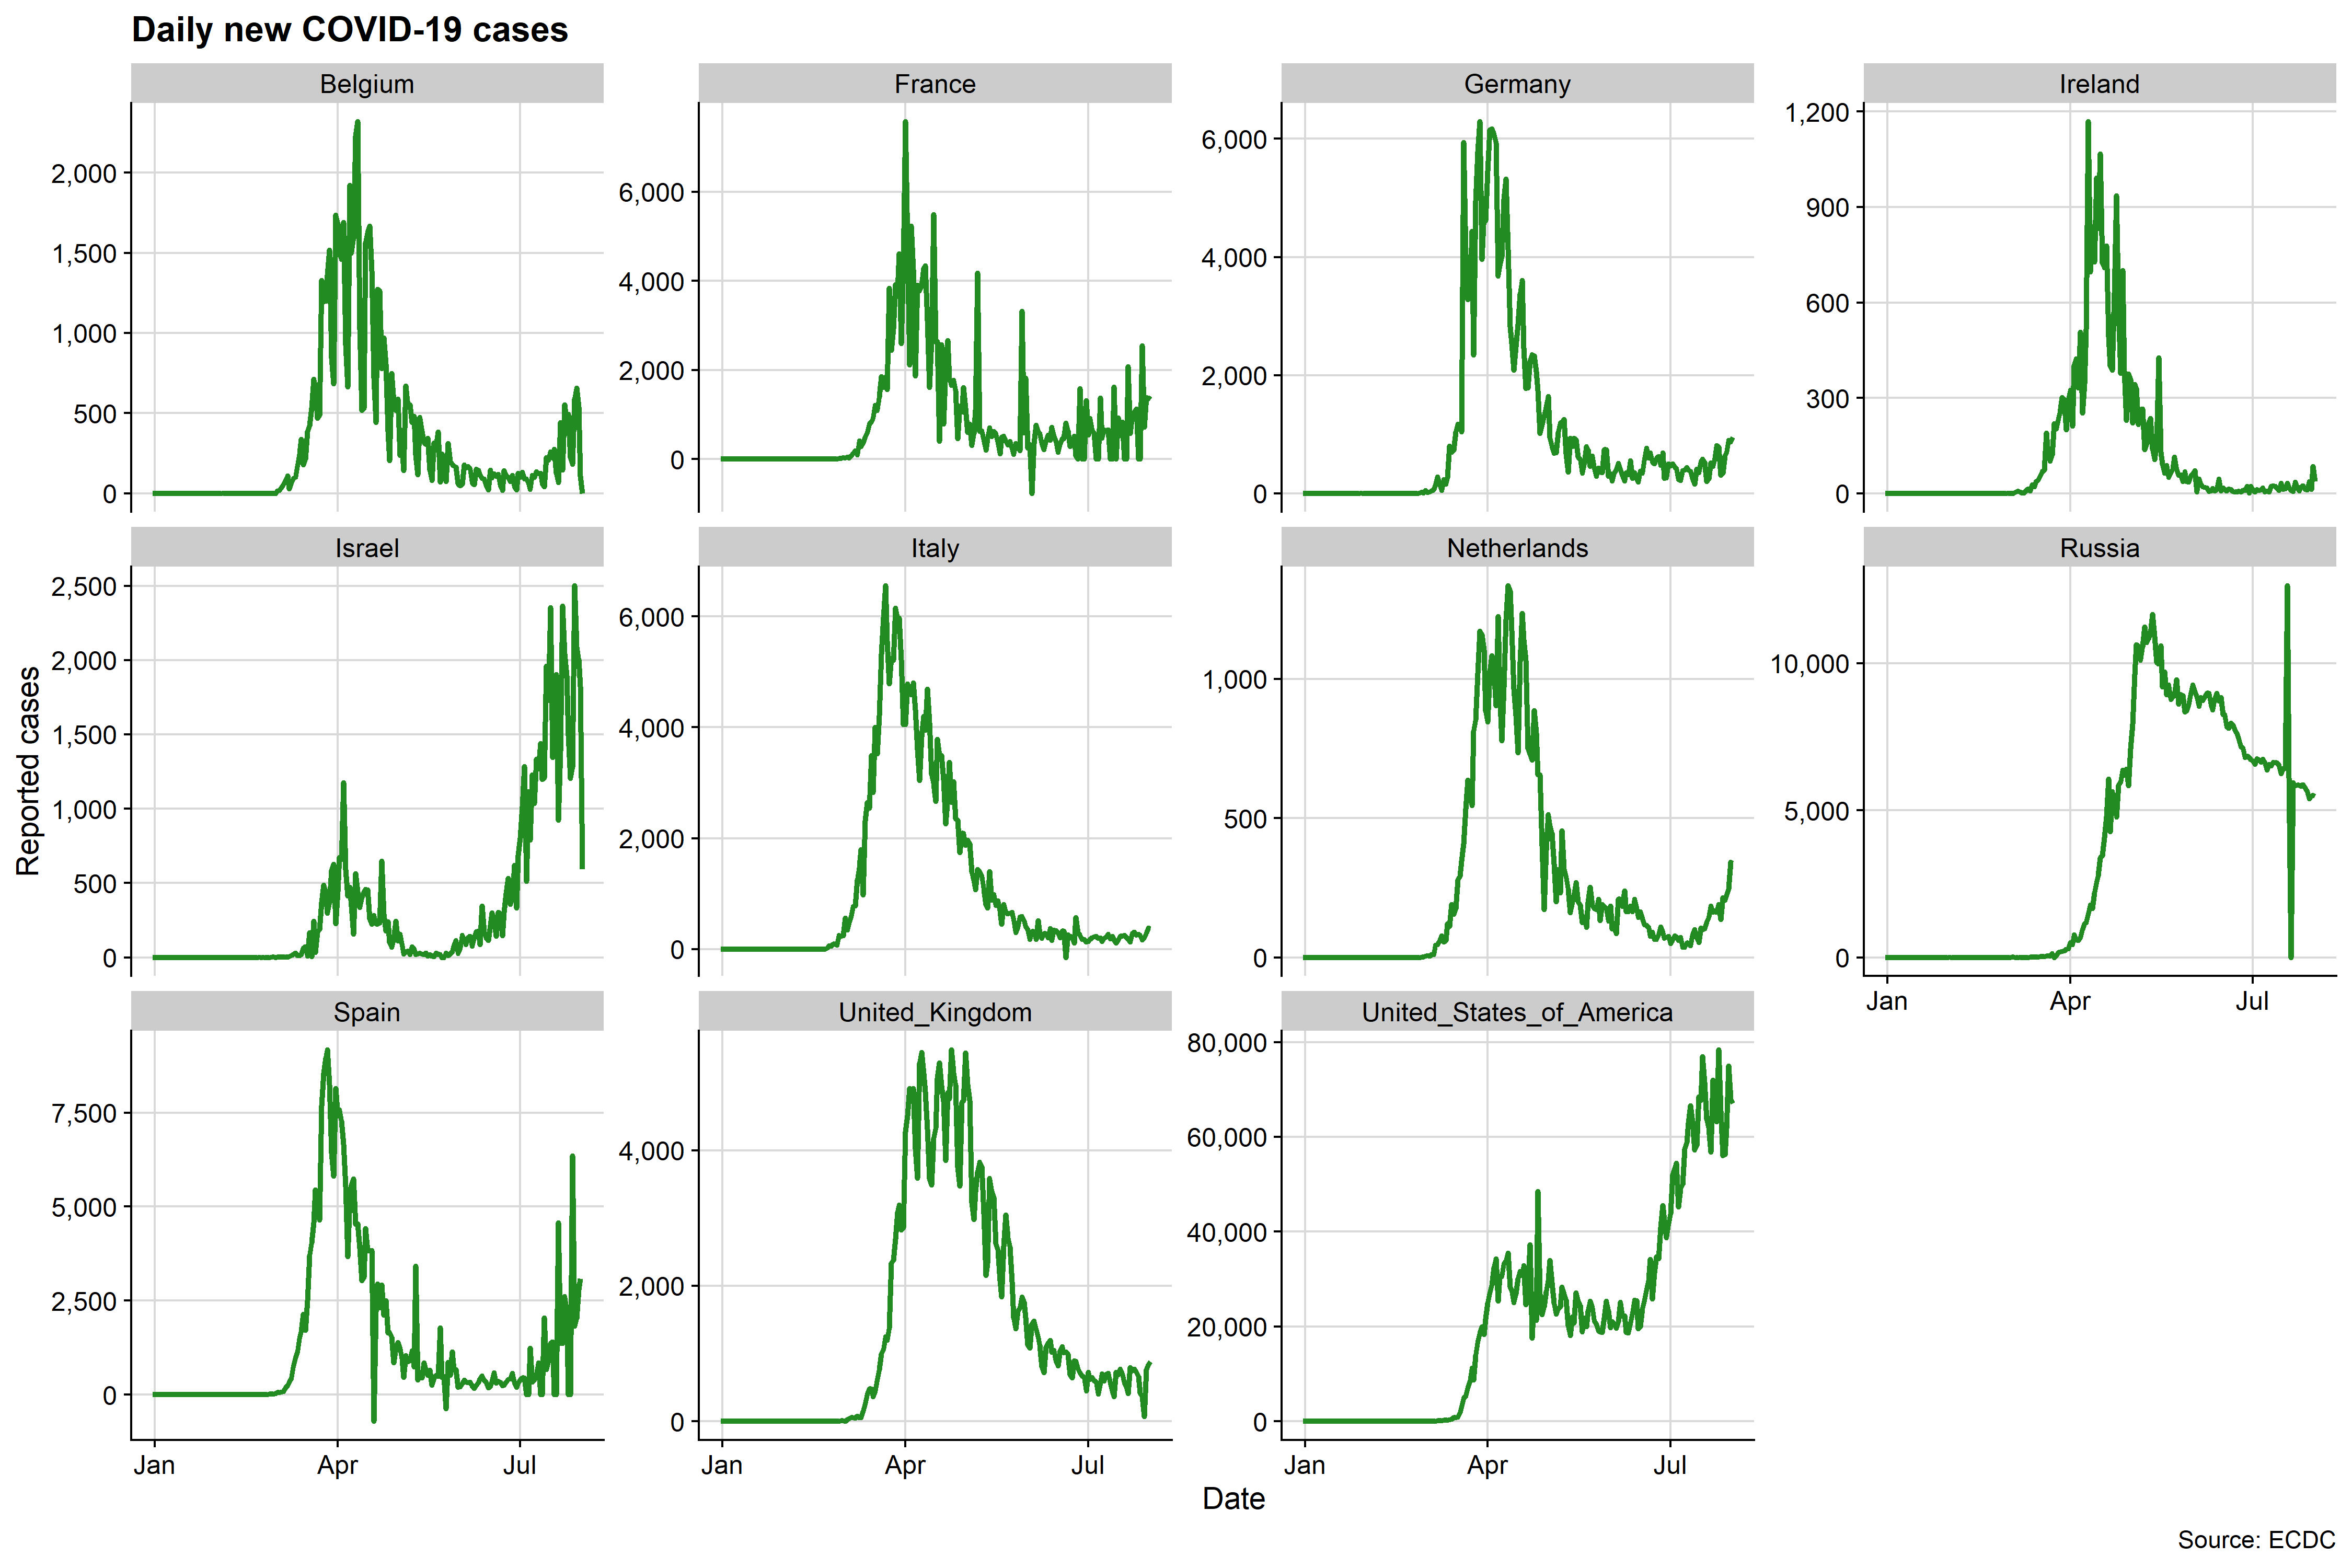 Daily new COVID-19 cases
Belgium
France
Germany
Ireland
2,000
1,500
1,000
500
0
6,000
4,000
2,000
0
6,000
4,000
2,000
0
1,200
900
600
300
0
Israel
Italy
Netherlands
Russia
2,500
2,000
1,500
1,000
500
0
6,000
4,000
2,000
0
1,000
500
0
10,000
5,000
0
Jan
Apr
Jul
Reported cases
Spain
United_Kingdom
United_States_of_America
7,500
5,000
2,500
0
4,000
2,000
0
80,000
60,000
40,000
20,000
0
Jan
Apr
Jul
Jan
Apr
Jul
Jan
Apr
Jul
Date
Source: ECDC